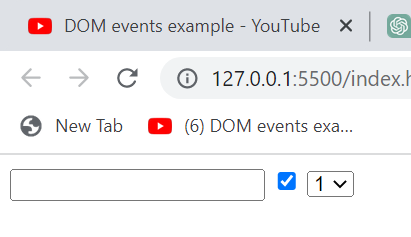 DOM events example - YouTube
127.0.0.1:5500/index.h
New Tab
(6) DOM events exa...
1